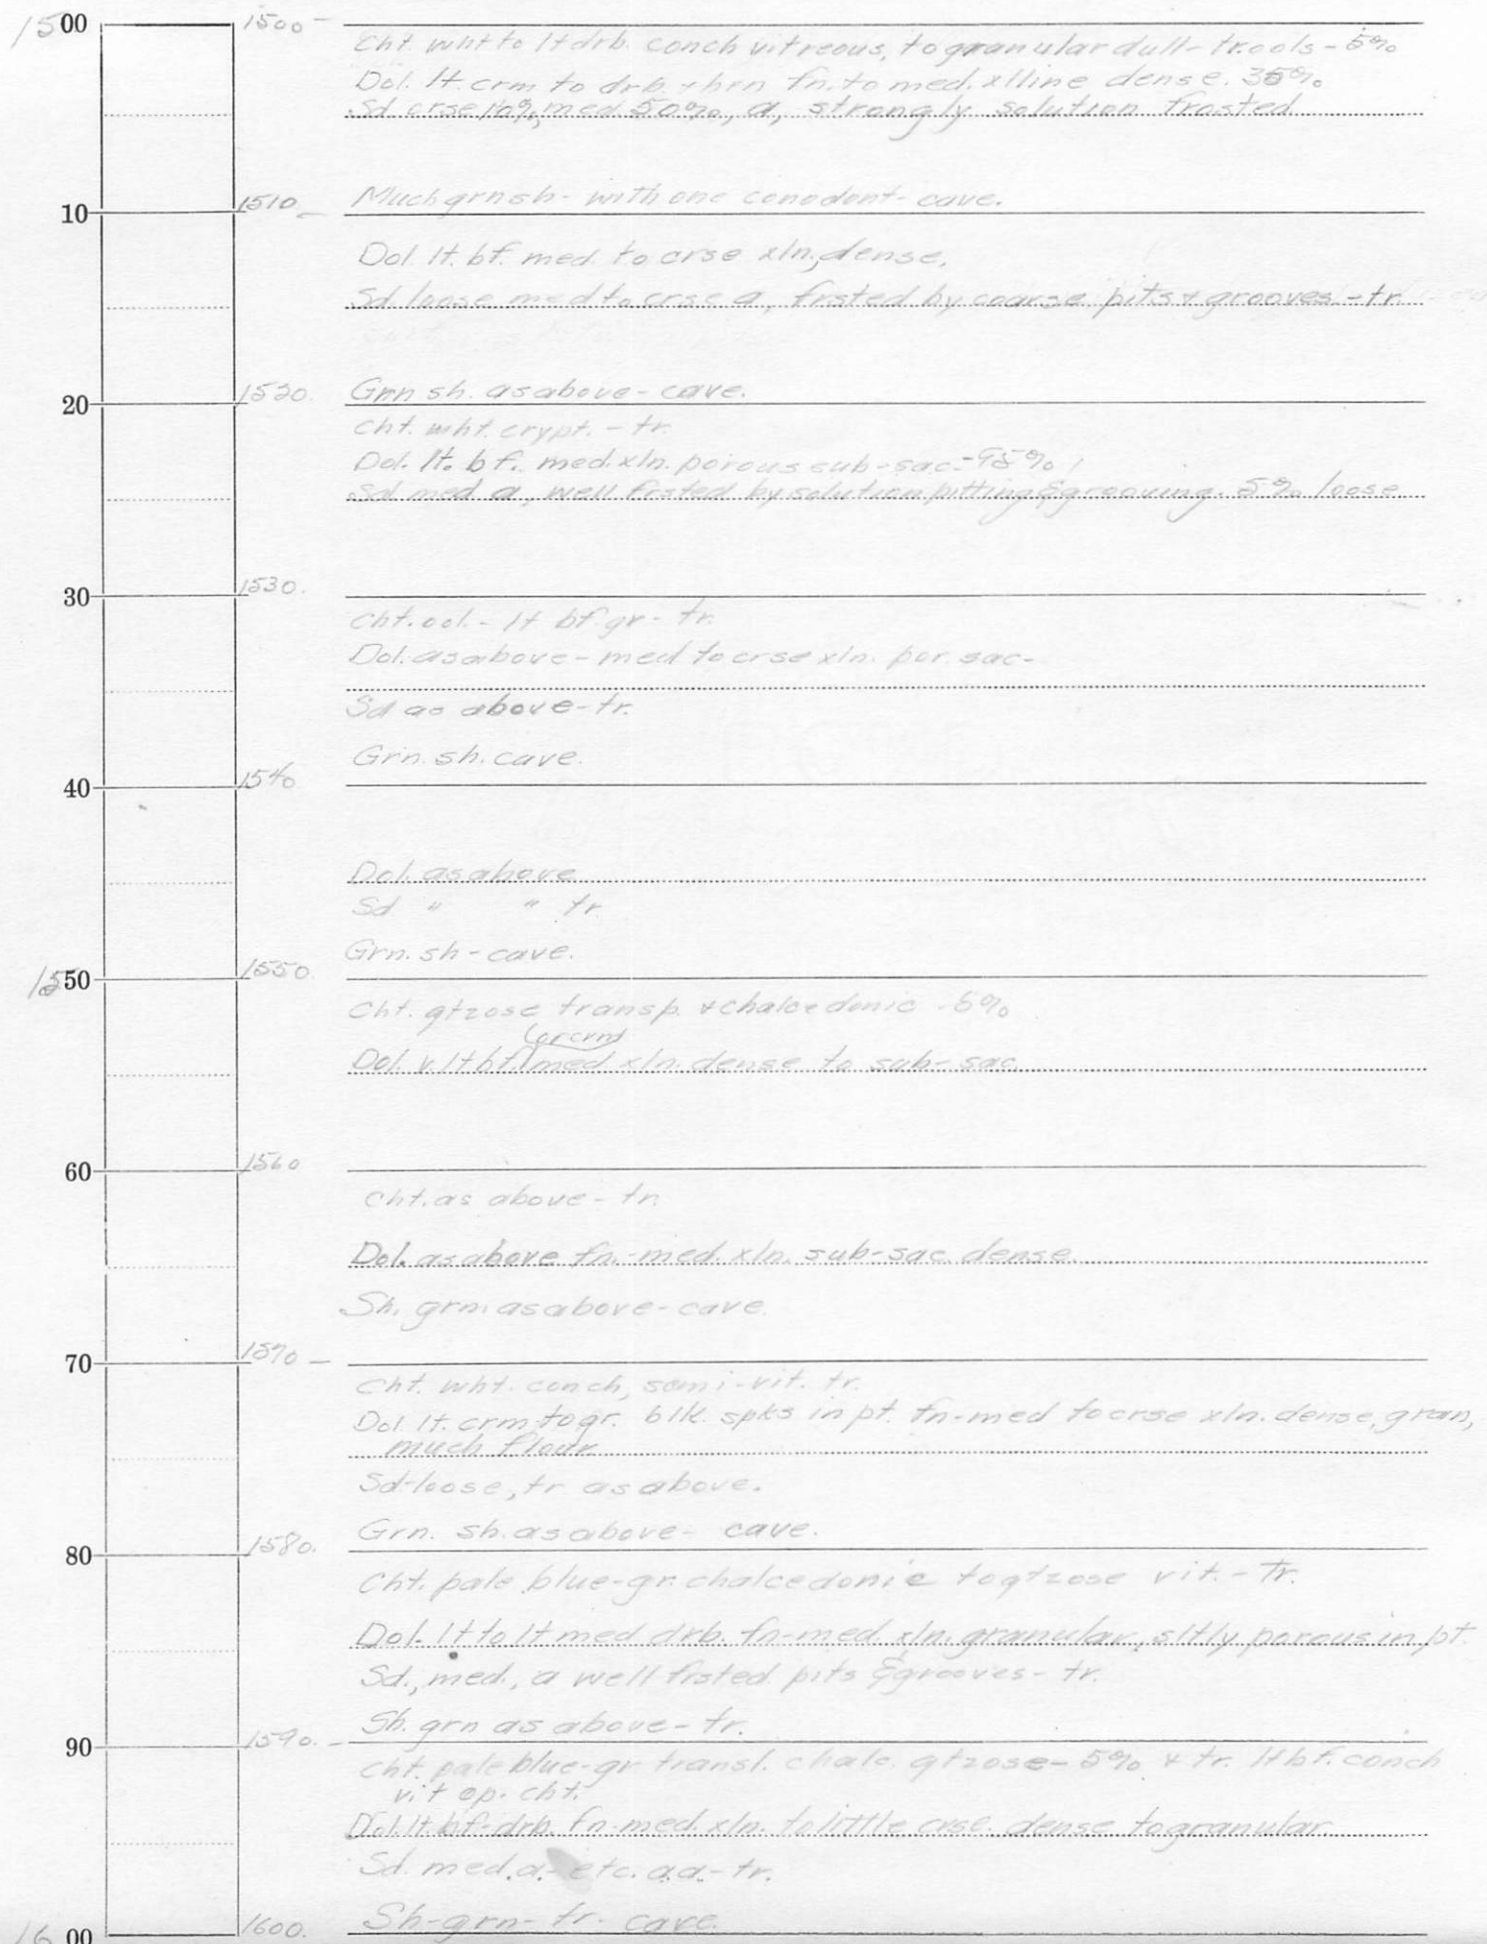 1500 1500 —
Cht. wht to lt drb. conch vitreous, to granular dull - tr. ools - 5%
Dol. lt. crm to drb. + brn fn. to med. xlline dense. 35%
Sd crse 10%, med 50%, a, strongly solution frosted.
Much grn sh - with one conodont - cave.
10 1510 —
Dol. lt. bf. med. to crse xln, dense.
Sd. loose med to crse a, frsted by coarse pits + grooves - tr.
Grn sh. as above - cave.
20 1520.
Cht. wht. crypt. - tr.
Dol. lt. bf. med. xln. porous sub-sac. - 95%
Sd med a, well frsted by solution pitting & grooving. 5% loose
30 1530.
Cht. ool. - lt bf gr - tr.
Dol. as above - med to crse xln. por. sac -
Sd as above - tr.
Grn. sh. cave.
40 1540
Dol. as above
Sd " " tr
Grn. sh - cave.
1550 1550
Cht. qtzose transp. + chalcedonic - 5%
(or crm)
Dol. v. lt bf. med xln. dense to sub-sac.
60 1560
Cht. as above - tr.
Dol. as above fn. - med. xln. sub-sac. dense.
Sh. grn. as above - cave.
70 1570 —
Cht. wht. conch, semi-vit. tr.
Dol. lt. crm - to gr. blk. spks in pt. fn - med to crse xln. dense, gran,
much flour
Sd - loose, tr as above.
Grn. sh. as above - cave.
80 1580.
Cht. pale blue-gr. chalcedonic to qtzose vit. - Tr.
Dol. lt to lt med drb. fn-med. xln. granular, sltly porous in pt.
Sd., med., a well frsted. pits & grooves - tr.
Sh. grn as above - tr.
90 1590. —
Cht. pale blue-gr transl. chalc. qtzose - 5% + tr. lt bf. conch
vit op. cht.
Dol. lt. bf - drb. fn - med. xln. to little crse. dense to granular.
Sd. med. a. - etc. a.a. - tr.
Sh - grn - tr. cave.
1600 1600.